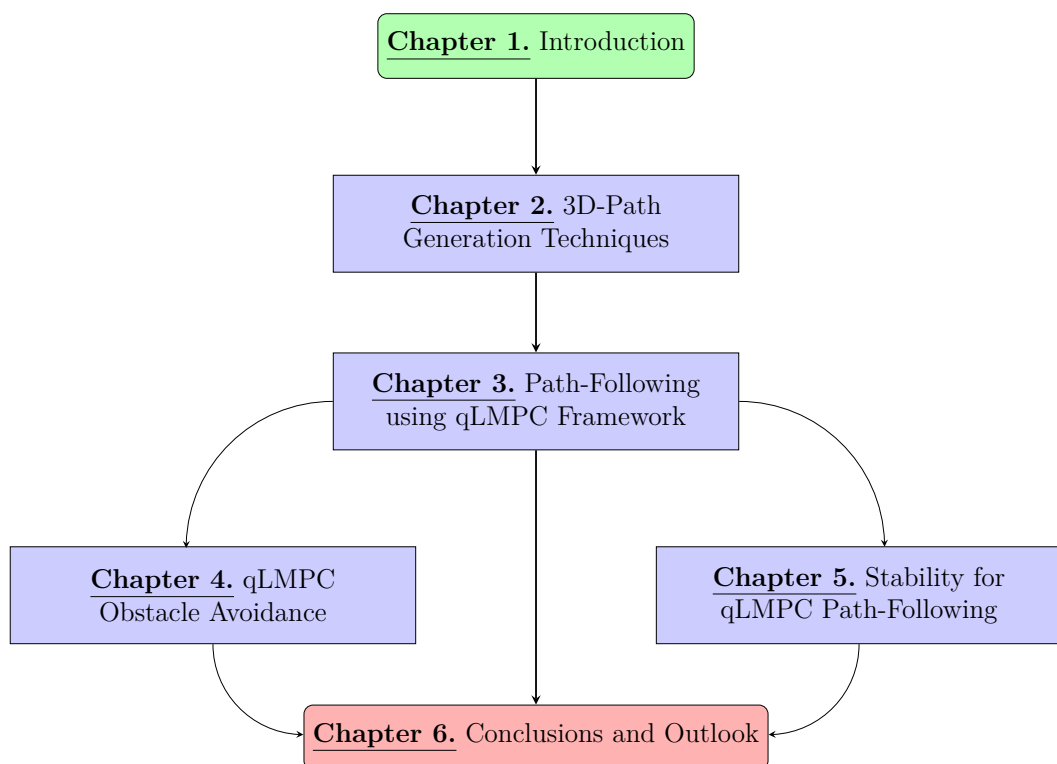 Chapter 1. Introduction
Chapter 2. 3D-Path
Generation Techniques
Chapter 3. Path-Following
using qLMPC Framework
Chapter 4. qLMPC
Obstacle Avoidance
Chapter 5. Stability for
qLMPC Path-Following
Chapter 6. Conclusions and Outlook